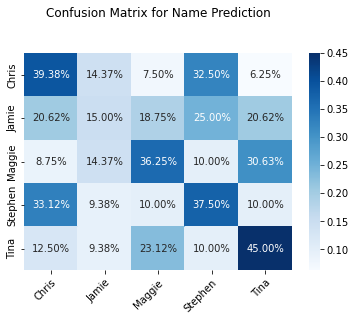 Confusion Matrix for Name Prediction
Chris 39.38% 14.37% 7.50% 32.50% 6.25%
Jamie 20.62% 15.00% 18.75% 25.00% 20.62%
Maggie 8.75% 14.37% 36.25% 10.00% 30.63%
Stephen 33.12% 9.38% 10.00% 37.50% 10.00%
Tina 12.50% 9.38% 23.12% 10.00% 45.00%
Chris Jamie Maggie Stephen Tina
0.45
0.40
0.35
0.30
0.25
0.20
0.15
0.10